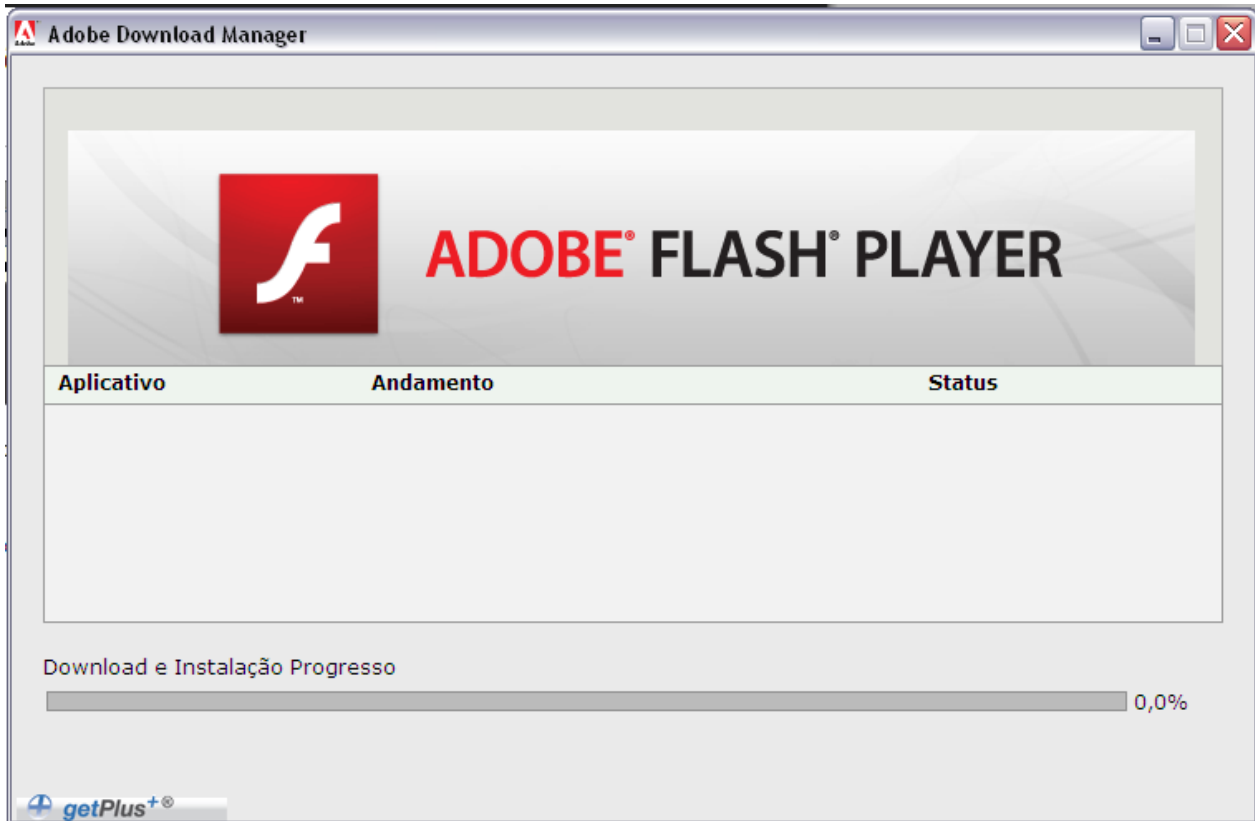 Adobe Download Manager
ADOBE® FLASH® PLAYER
Aplicativo Andamento Status
Download e Instalação Progresso
0,0%
getPlus+®